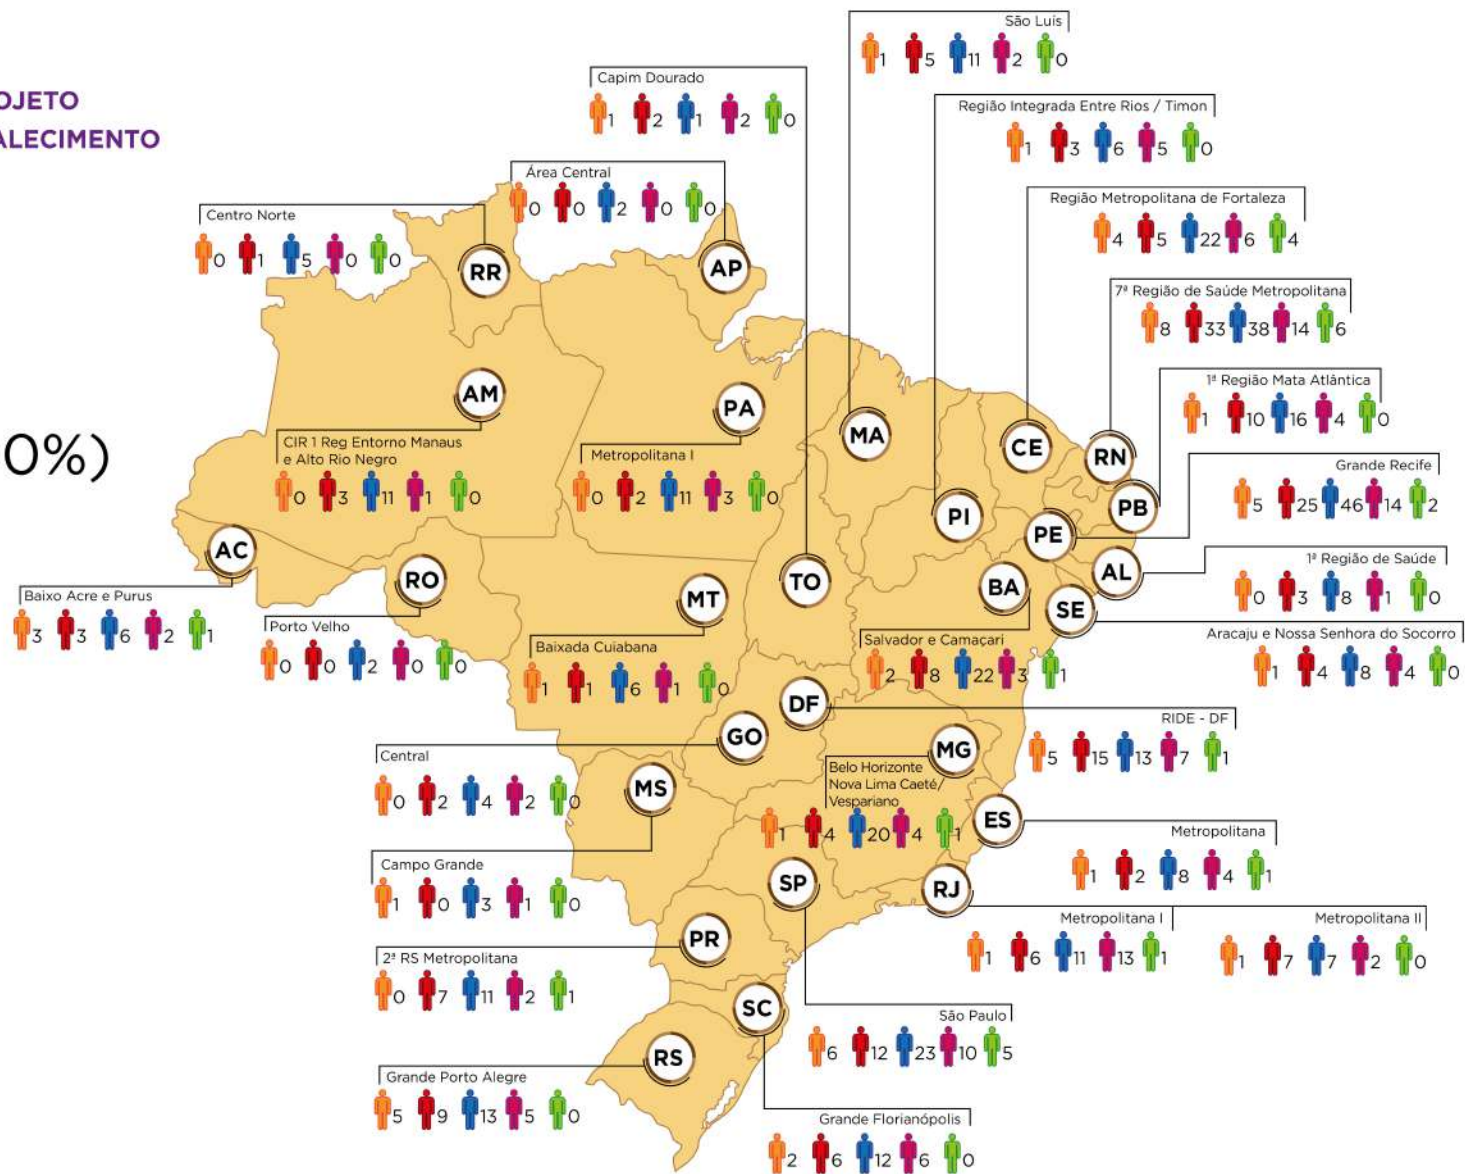 OJETO
ALECIMENTO
0%)
São Luis
1 5 11 2 0
Capim Dourado
1 2 1 2 0
Região Integrada Entre Rios / Timon
1 3 6 5 0
Área Central
0 0 2 0 0
Centro Norte
0 1 5 0 0
Região Metropolitana de Fortaleza
4 5 22 6 4
RR
AP
7ª Região de Saúde Metropolitana
8 33 38 14 6
1ª Região Mata Atlântica
1 10 16 4 0
AM
PA
MA
CE
RN
CIR 1 Reg Entorno Manaus
e Alto Rio Negro
0 3 11 1 0
Metropolitana I
0 2 11 3 0
Grande Recife
5 25 46 14 2
PI
PB
PE
AC
RO
MT
TO
BA
AL
SE
1ª Região de Saúde
0 3 8 1 0
Baixo Acre e Purus
3 3 6 2 1
Porto Velho
0 0 2 0 0
Baixada Cuiabana
1 1 6 1 0
Salvador e Camaçari
2 8 22 3 1
Aracaju e Nossa Senhora do Socorro
1 4 8 4 0
DF
GO
MG
RIDE - DF
5 15 13 7 1
Central
0 2 4 2 0
MS
Belo Horizonte
Nova Lima Caeté/
Vespariano
1 4 20 4 1
ES
Metropolitana
1 2 8 4 1
Campo Grande
1 0 3 1 0
SP
RJ
Metropolitana I
1 6 11 13 1
Metropolitana II
1 7 7 2 0
PR
2ª RS Metropolitana
0 7 11 2 1
SC
São Paulo
6 12 23 10 5
RS
Grande Porto Alegre
5 9 13 5 0
Grande Florianópolis
2 6 12 6 0